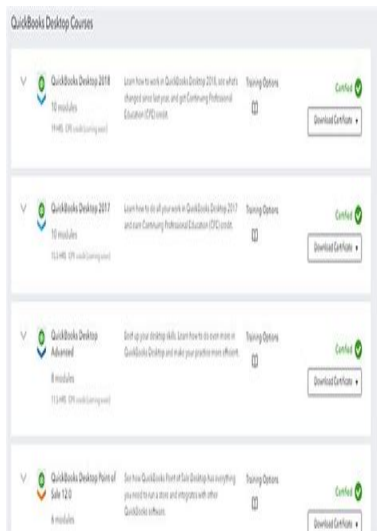 QuickBooks Desktop Courses
QuickBooks Desktop 2018
10 modules
Learn how to work in QuickBooks Desktop 2018, see what's
changed since last year, and get Continuing Professional
Education (CPE) credit.
Training Options
Certified
Download Certificate
QuickBooks Desktop 2017
10 modules
Learn how to do all your work in QuickBooks Desktop 2017
and earn Continuing Professional Education (CPE) credit.
Training Options
Certified
Download Certificate
QuickBooks Desktop
Advanced
8 modules
Beef up your desktop skills. Learn how to do even more in
QuickBooks Desktop and make your practice more efficient.
Training Options
Certified
Download Certificate
QuickBooks Desktop Point of
Sale 12.0
6 modules
See how QuickBooks Point of Sale Desktop has everything
you need to run a store and integrates with other
QuickBooks software.
Training Options
Certified
Download Certificate